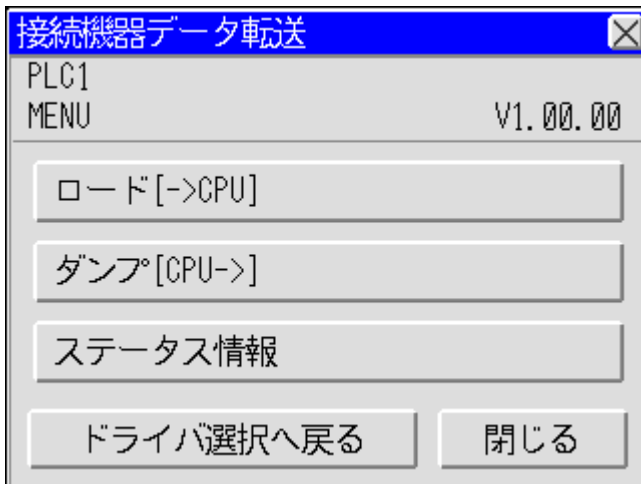 接続機器データ転送
PLC1
MENU V1.00.00
ロード[->CPU]
ダンプ[CPU->]
ステータス情報
ドライバ選択へ戻る 閉じる